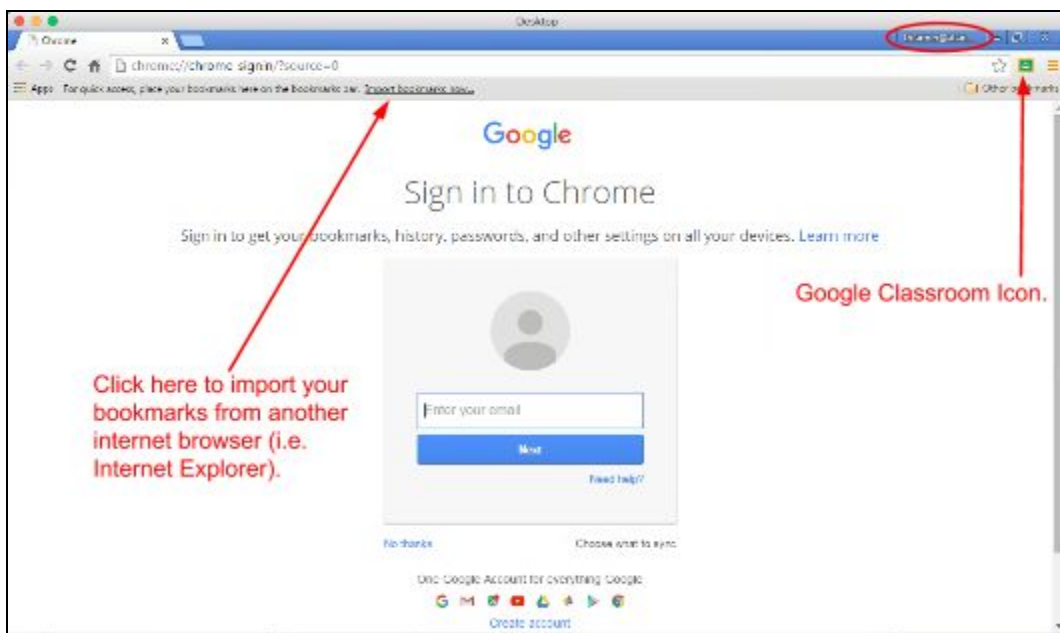 Desktop
Chrome
chrome://chrome-signin/?source=0
Apps For quick access, place your bookmarks here on the bookmarks bar. Import bookmarks now...
Other bookmarks
Google
Sign in to Chrome
Sign in to get your bookmarks, history, passwords, and other settings on all your devices. Learn more
Google Classroom Icon.
Click here to import your
bookmarks from another
internet browser (i.e.
Internet Explorer).
Enter your email
Next
Need help?
No thanks
Choose what to sync
One Google Account for everything Google
Create account